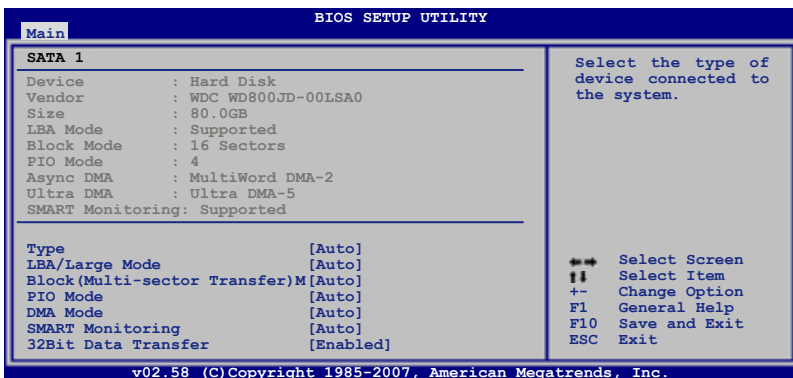 BIOS SETUP UTILITY
Main
SATA 1
Device : Hard Disk
Vendor : WDC WD800JD-00LSA0
Size : 80.0GB
LBA Mode : Supported
Block Mode : 16 Sectors
PIO Mode : 4
Async DMA : MultiWord DMA-2
Ultra DMA : Ultra DMA-5
SMART Monitoring: Supported
Type [Auto]
LBA/Large Mode [Auto]
Block(Multi-sector Transfer)M[Auto]
PIO Mode [Auto]
DMA Mode [Auto]
SMART Monitoring [Auto]
32Bit Data Transfer [Enabled]
Select the type of
device connected to
the system.
Select Screen
Select Item
+- Change Option
F1 General Help
F10 Save and Exit
ESC Exit
v02.58 (C)Copyright 1985-2007, American Megatrends, Inc.